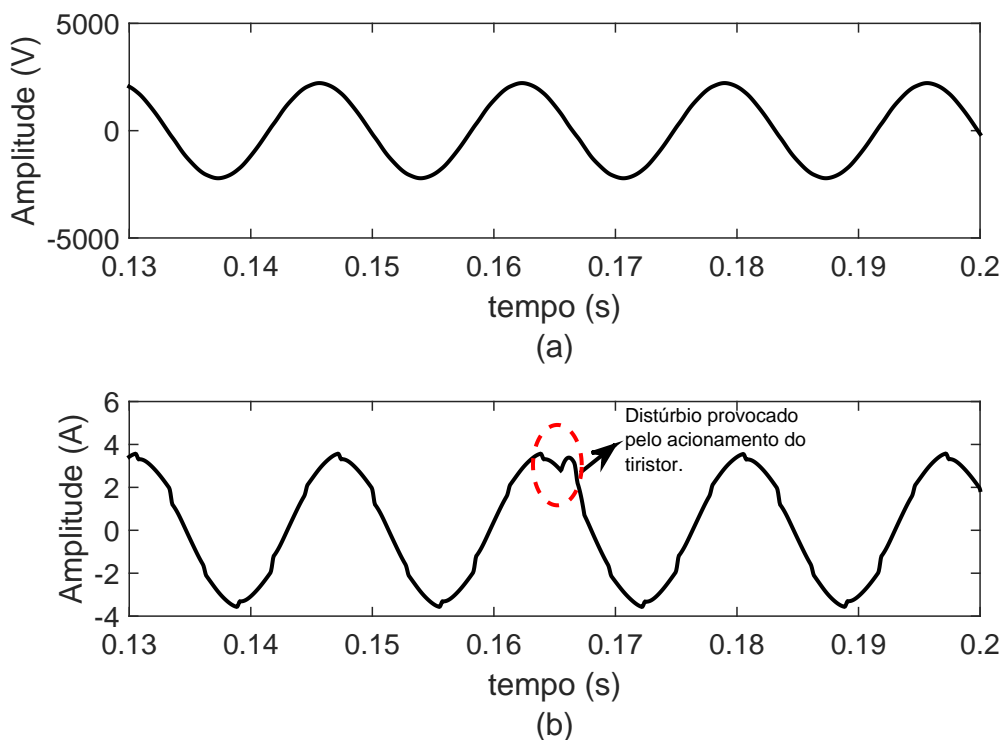 5000
0
-5000
Amplitude (V)
0.13 0.14 0.15 0.16 0.17 0.18 0.19 0.2
tempo (s)
(a)
6
4
2
0
-2
-4
Amplitude (A)
Distúrbio provocado
pelo acionamento do
tiristor.
0.13 0.14 0.15 0.16 0.17 0.18 0.19 0.2
tempo (s)
(b)